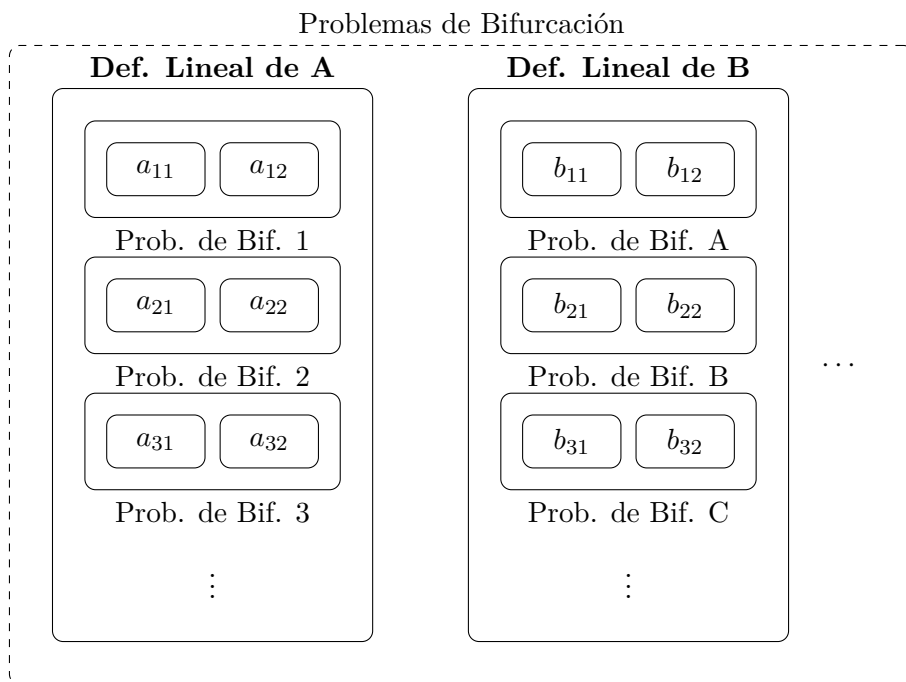 Problemas de Bifurcación
Def. Lineal de A
Def. Lineal de B
a₁₁ a₁₂
b₁₁ b₁₂
Prob. de Bif. 1
Prob. de Bif. A
a₂₁ a₂₂
b₂₁ b₂₂
Prob. de Bif. 2
Prob. de Bif. B
...
a₃₁ a₃₂
b₃₁ b₃₂
Prob. de Bif. 3
Prob. de Bif. C
⋮
⋮